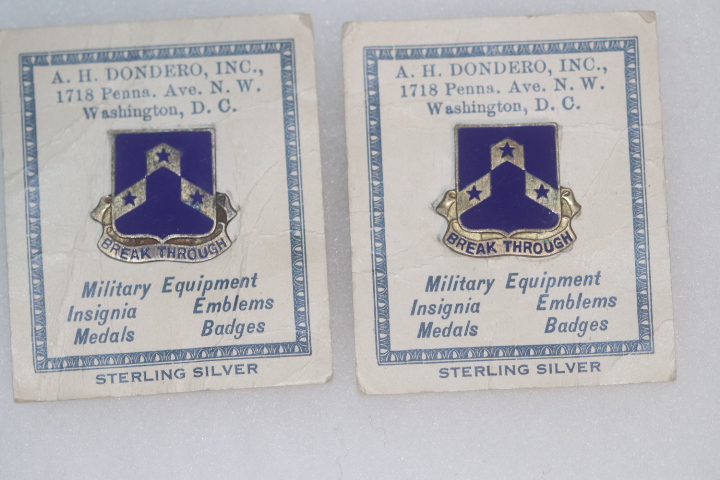 A. H. DONDERO, INC.,
1718 Penna. Ave. N. W.
Washington, D. C.
BREAK THROUGH
Military Equipment
Insignia Emblems
Medals Badges
STERLING SILVER
A. H. DONDERO, INC.,
1718 Penna. Ave. N. W.
Washington, D. C.
BREAK THROUGH
Military Equipment
Insignia Emblems
Medals Badges
STERLING SILVER